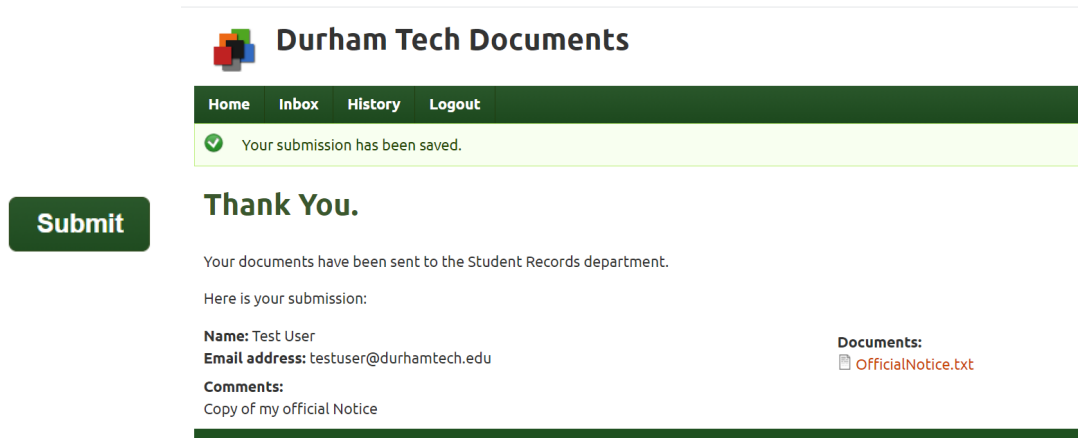 Durham Tech Documents
Home Inbox History Logout
Your submission has been saved.
Thank You.
Submit
Your documents have been sent to the Student Records department.
Here is your submission:
Name: Test User
Email address: testuser@durhamtech.edu
Comments:
Copy of my official Notice
Documents:
OfficialNotice.txt